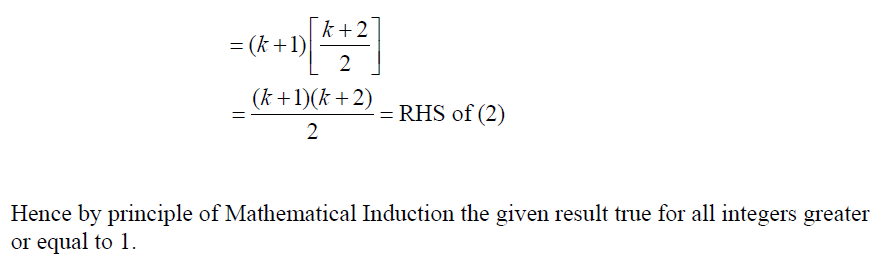 = (k+1)[(k+2)/2]
= (k+1)(k+2)/2 = RHS of (2)
Hence by principle of Mathematical Induction the given result true for all integers greater
or equal to 1.